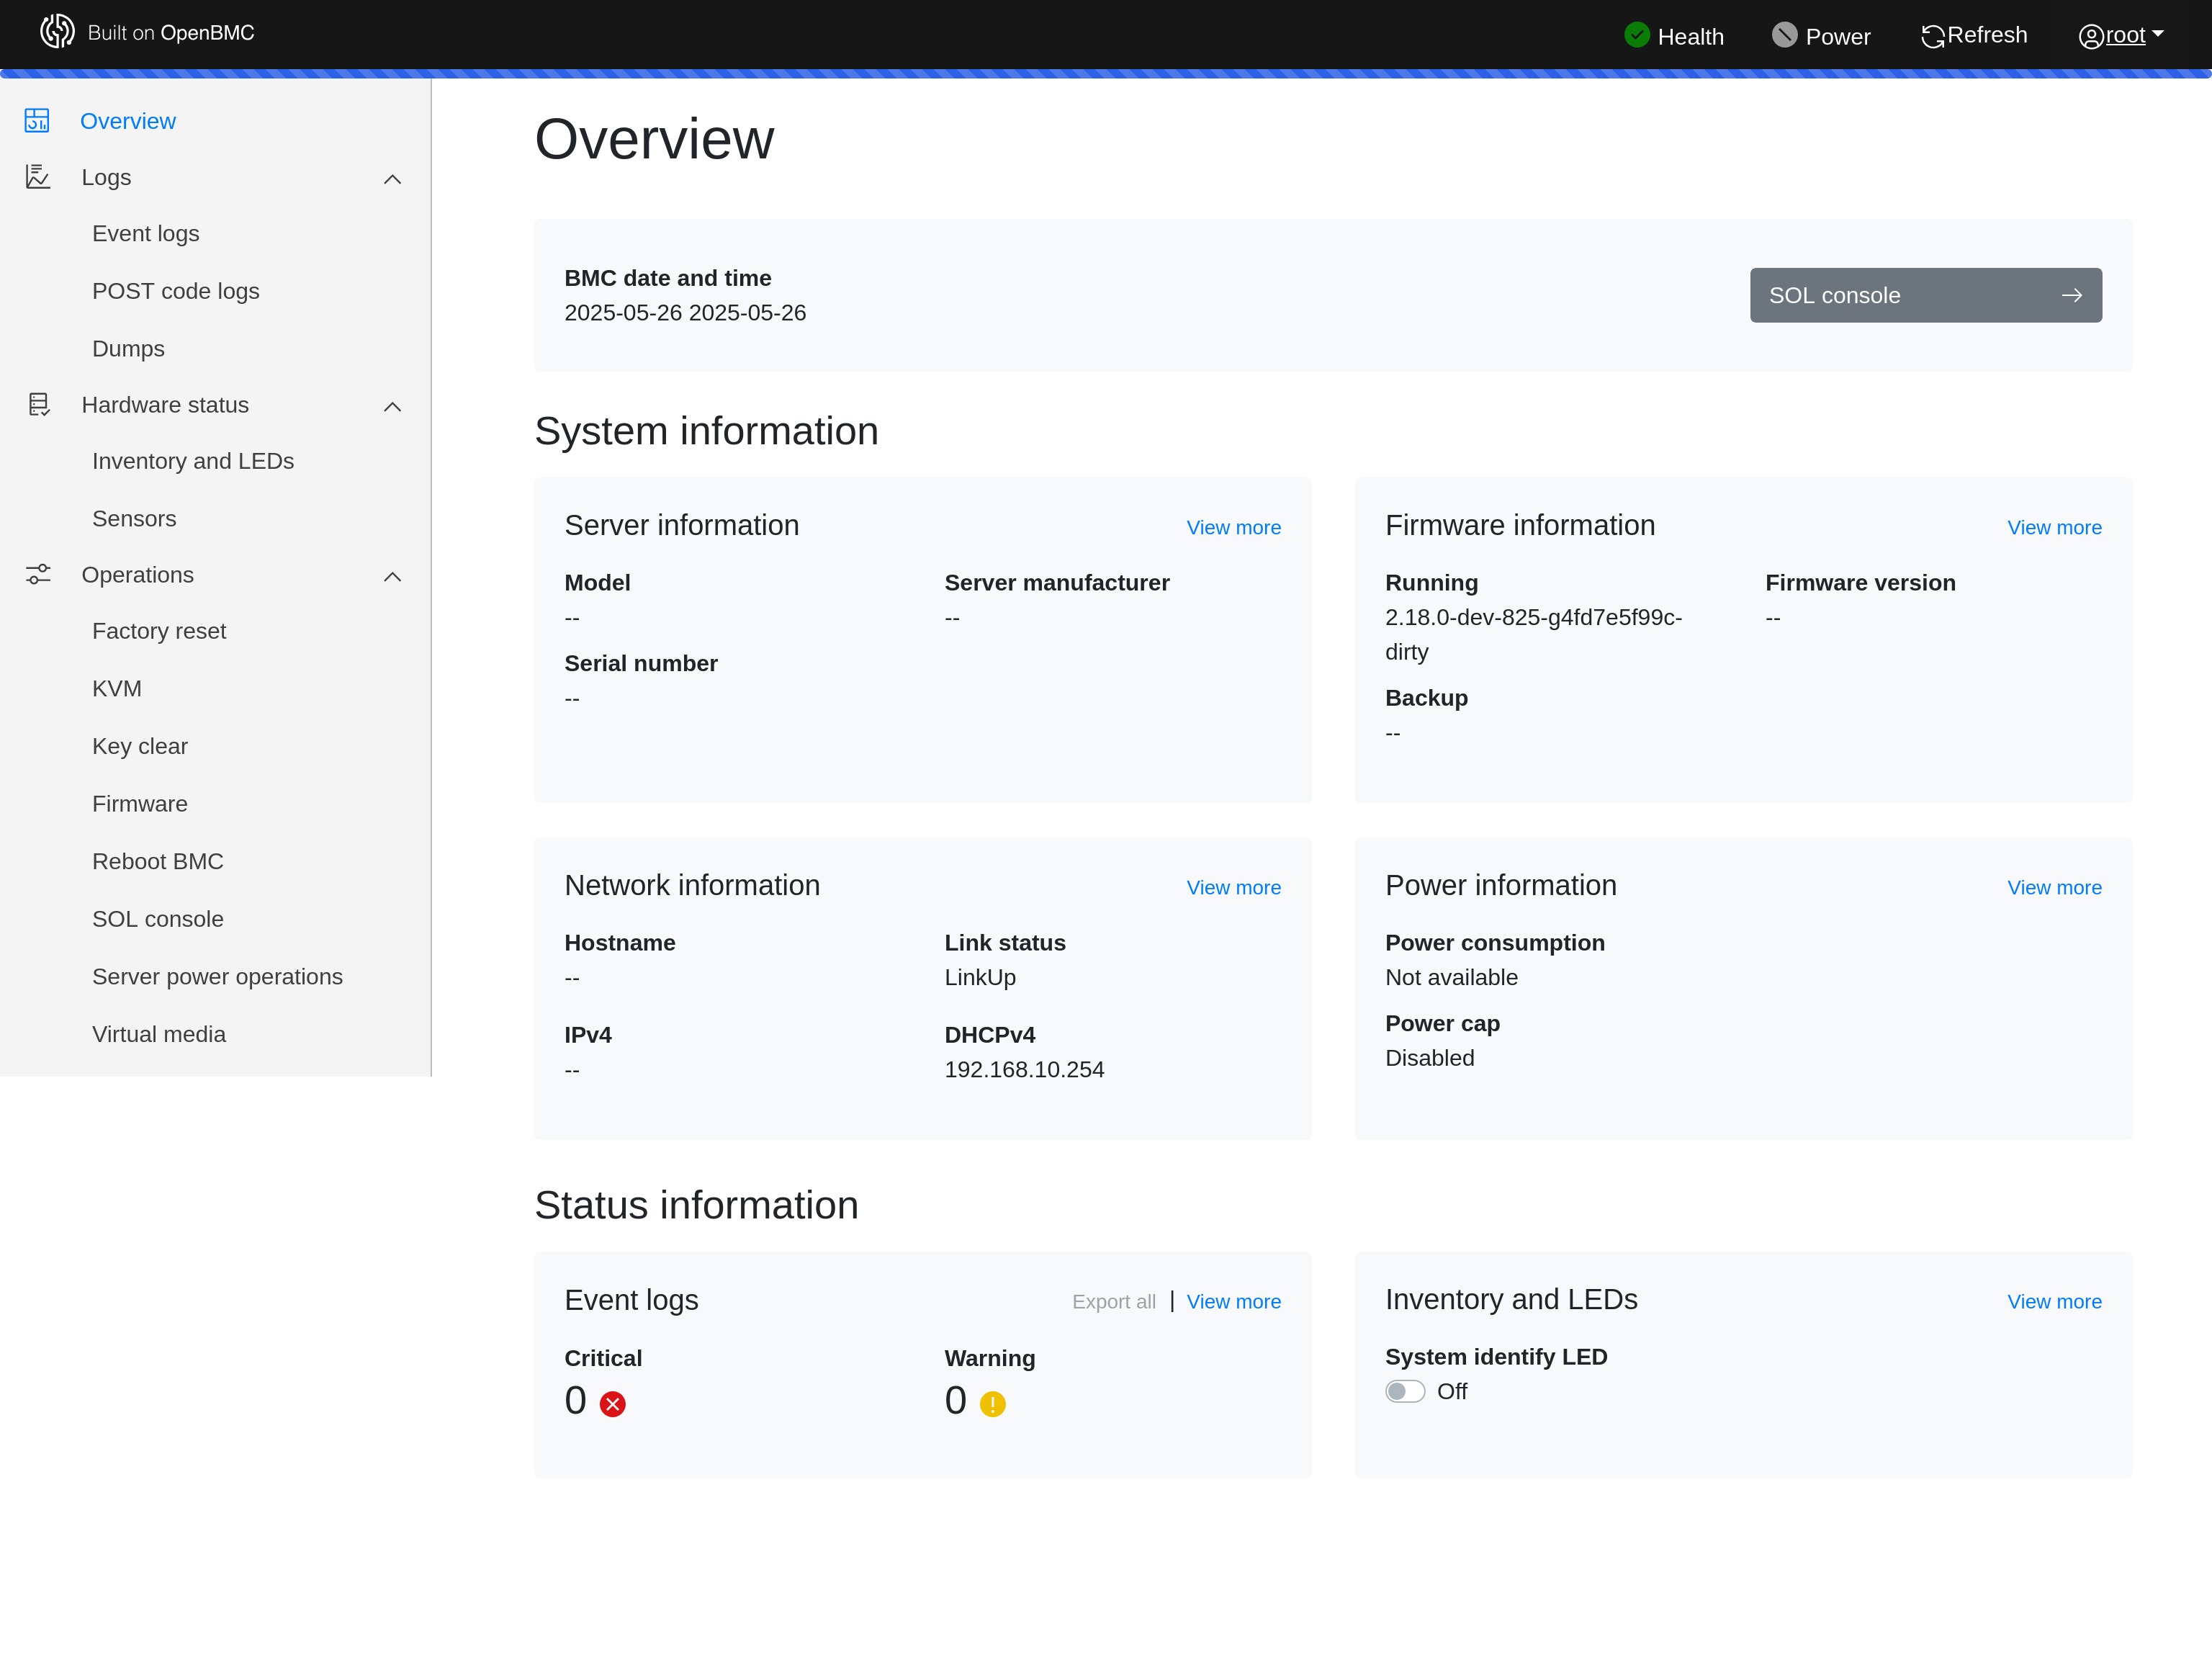 Built on OpenBMC
Health
Power
Refresh
root
Overview
Logs
Event logs
POST code logs
Dumps
Hardware status
Inventory and LEDs
Sensors
Operations
Factory reset
KVM
Key clear
Firmware
Reboot BMC
SOL console
Server power operations
Virtual media
Overview
BMC date and time
2025-05-26 2025-05-26
SOL console
System information
Server information
View more
Model
--
Server manufacturer
--
Serial number
--
Firmware information
View more
Running
2.18.0-dev-825-g4fd7e5f99c-
dirty
Firmware version
--
Backup
--
Network information
View more
Hostname
--
Link status
LinkUp
IPv4
--
DHCPv4
192.168.10.254
Power information
View more
Power consumption
Not available
Power cap
Disabled
Status information
Event logs
Export all | View more
Critical
0
Warning
0
Inventory and LEDs
View more
System identify LED
Off